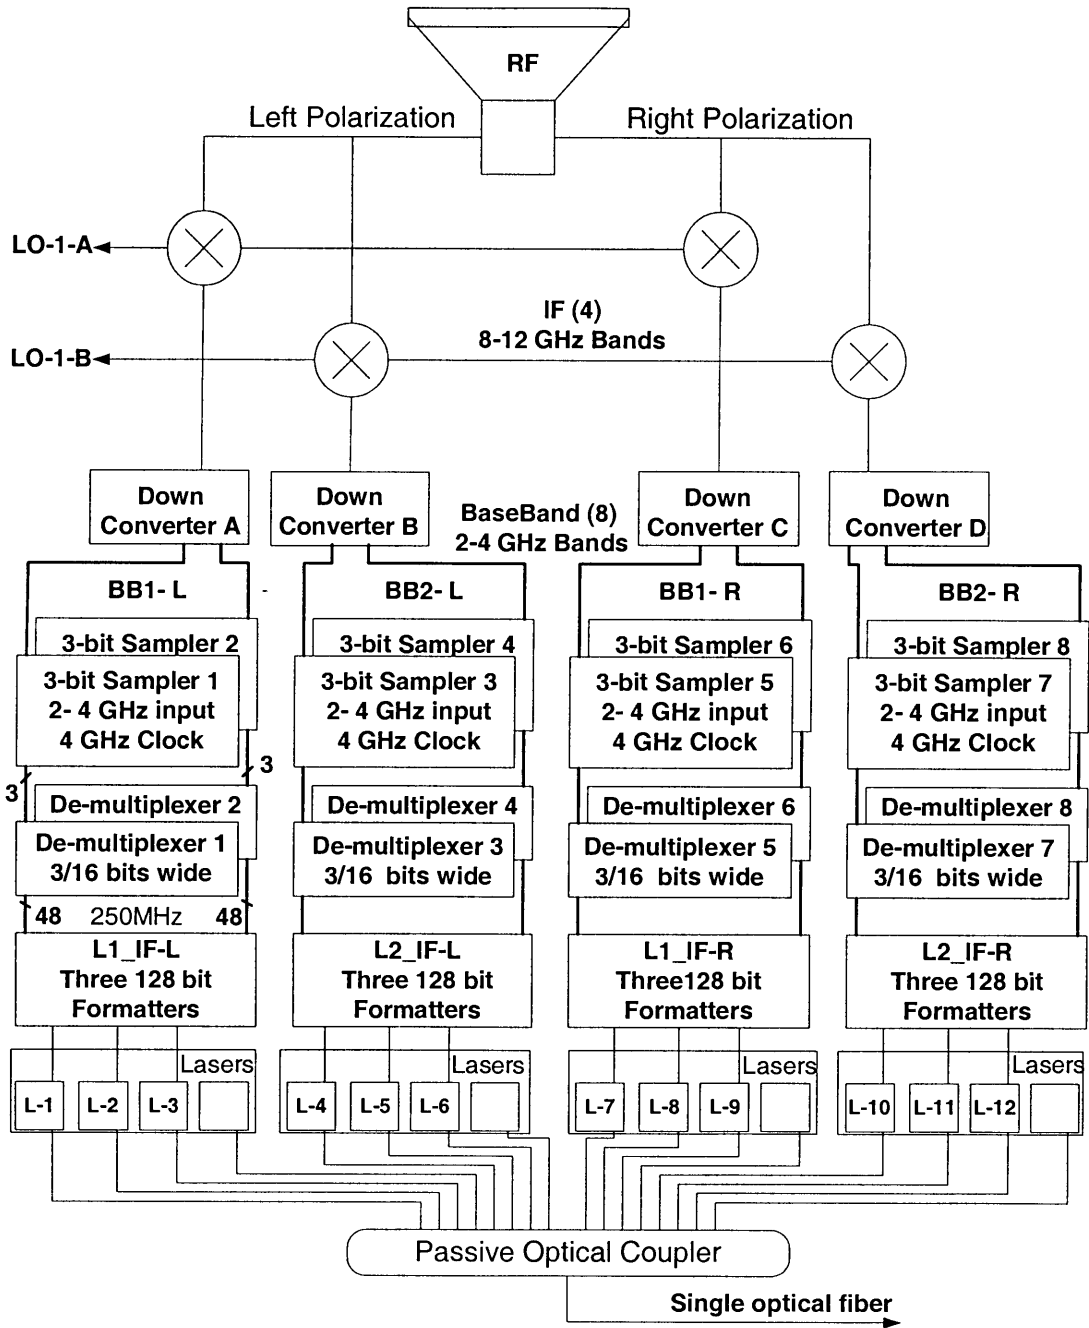 RF
Left Polarization
Right Polarization
LO-1-A
IF (4)
8-12 GHz Bands
LO-1-B
Down
Converter A
Down
Converter B
BaseBand (8)
2-4 GHz Bands
Down
Converter C
Down
Converter D
BB1- L
BB2- L
BB1- R
BB2- R
3-bit Sampler 2
3-bit Sampler 1
2- 4 GHz input
4 GHz Clock
3-bit Sampler 4
3-bit Sampler 3
2- 4 GHz input
4 GHz Clock
3-bit Sampler 6
3-bit Sampler 5
2- 4 GHz input
4 GHz Clock
3-bit Sampler 8
3-bit Sampler 7
2- 4 GHz input
4 GHz Clock
3
3
De-multiplexer 2
De-multiplexer 1
3/16 bits wide
De-multiplexer 4
De-multiplexer 3
3/16 bits wide
De-multiplexer 6
De-multiplexer 5
3/16 bits wide
De-multiplexer 8
De-multiplexer 7
3/16 bits wide
48 250MHz 48
L1_IF-L
Three 128 bit
Formatters
L2_IF-L
Three 128 bit
Formatters
L1_IF-R
Three128 bit
Formatters
L2_IF-R
Three 128 bit
Formatters
Lasers
L-1 L-2 L-3
Lasers
L-4 L-5 L-6
Lasers
L-7 L-8 L-9
Lasers
L-10 L-11 L-12
Passive Optical Coupler
Single optical fiber